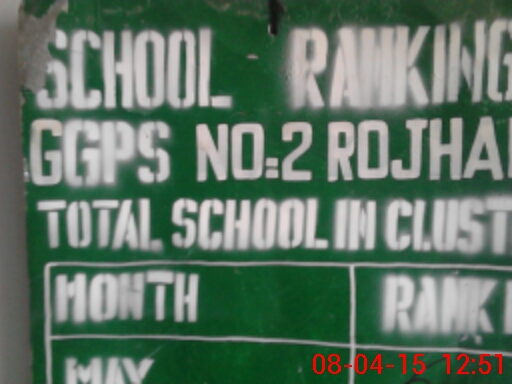 SCHOOL RANKING
GGPS NO:2 ROJHA
TOTAL SCHOOL IN CLUST
MONTH RANK
MAY
08-04-15 12:51